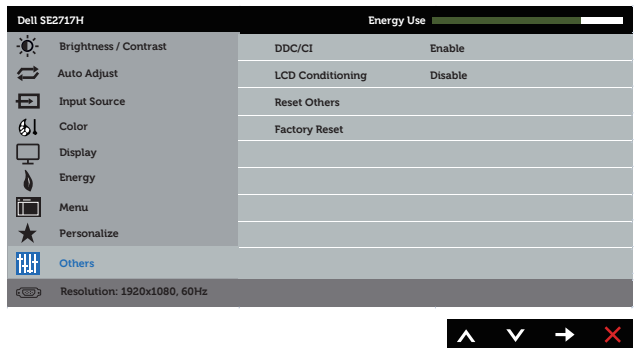 Dell SE2717H Energy Use
Brightness / Contrast
Auto Adjust
Input Source
Color
Display
Energy
Menu
Personalize
Others
DDC/CI Enable
LCD Conditioning Disable
Reset Others
Factory Reset
Resolution: 1920x1080, 60Hz